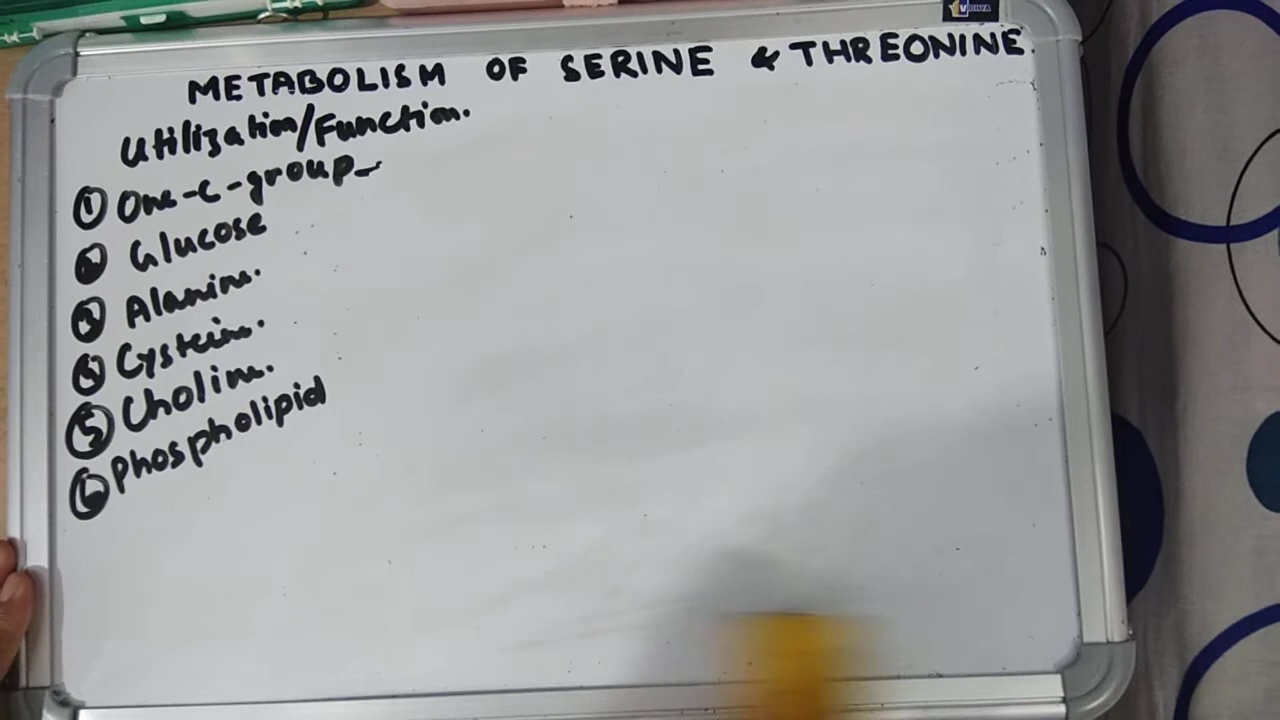 METABOLISM OF SERINE & THREONINE.
Utilization/Function.
① One-C-group
② Glucose
③ Alanine.
④ Cysteine.
⑤ Choline.
⑥ Phospholipid